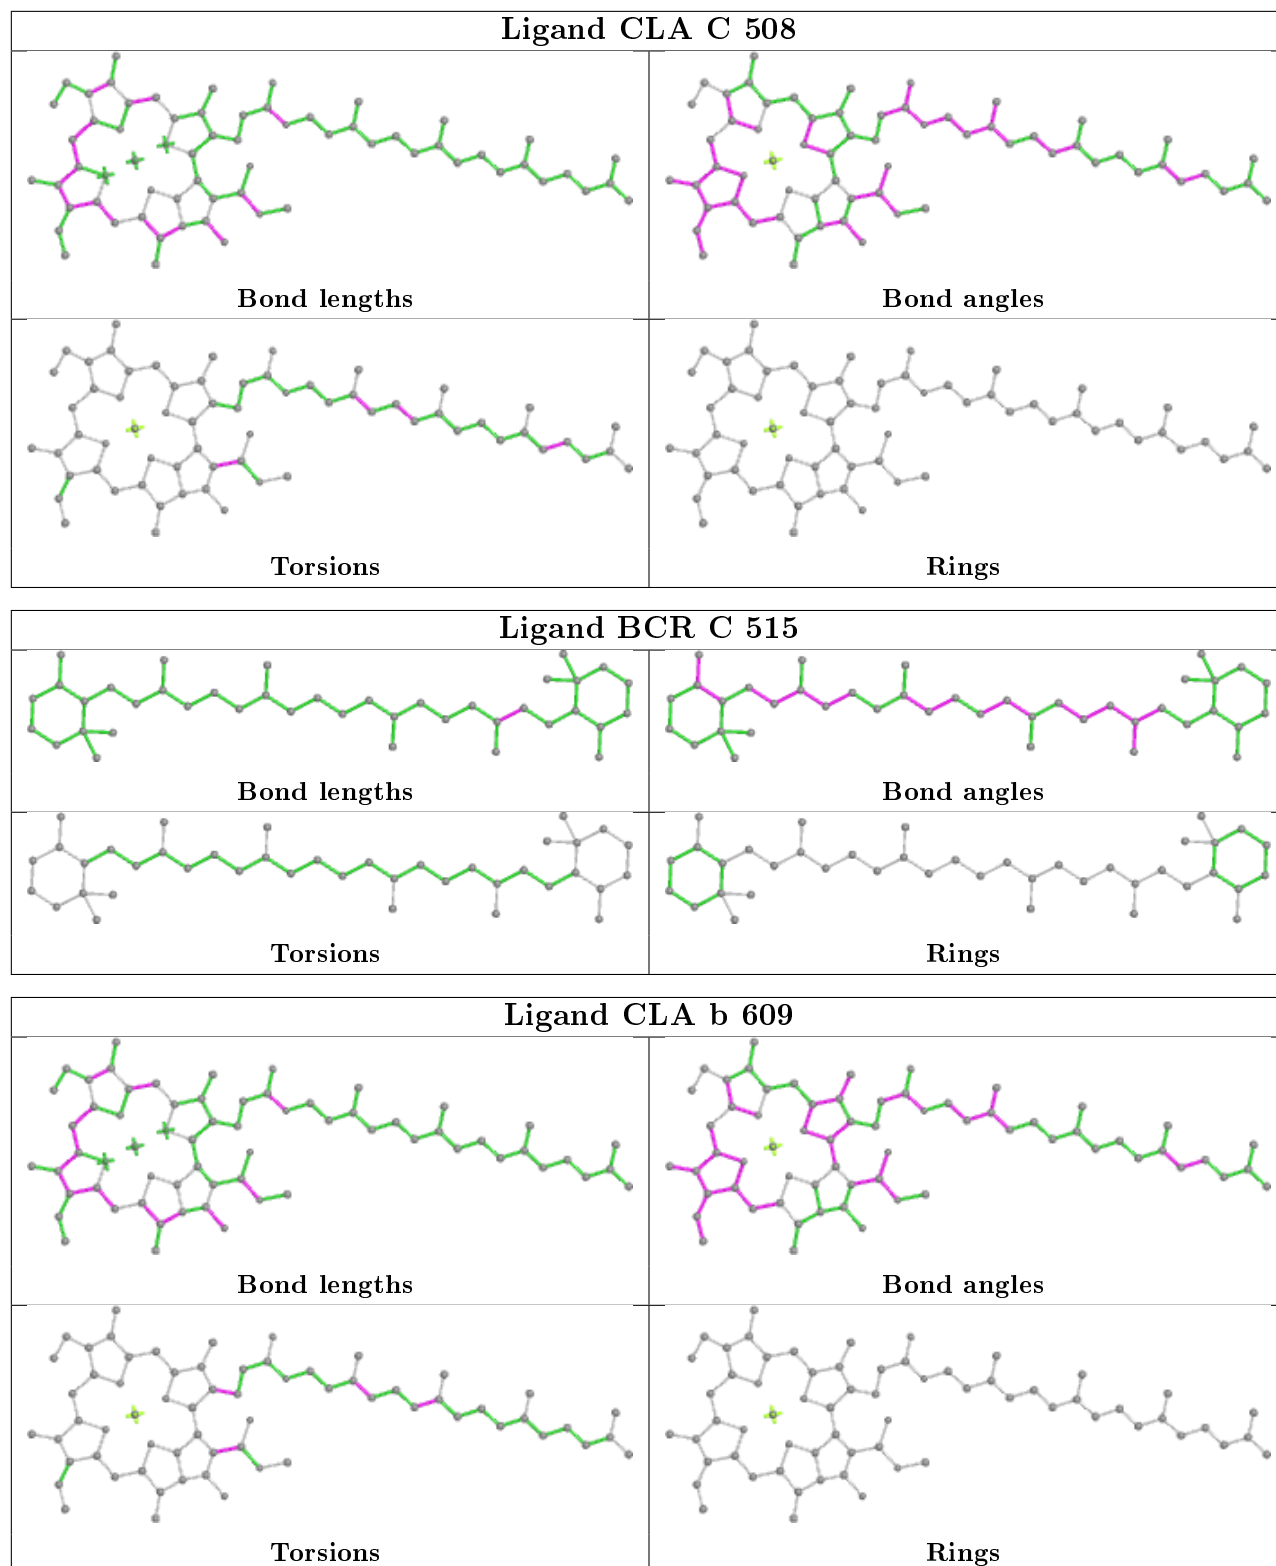 Ligand CLA C 508
Bond lengths
Bond angles
Torsions
Rings
Ligand BCR C 515
Bond lengths
Bond angles
Torsions
Rings
Ligand CLA b 609
Bond lengths
Bond angles
Torsions
Rings